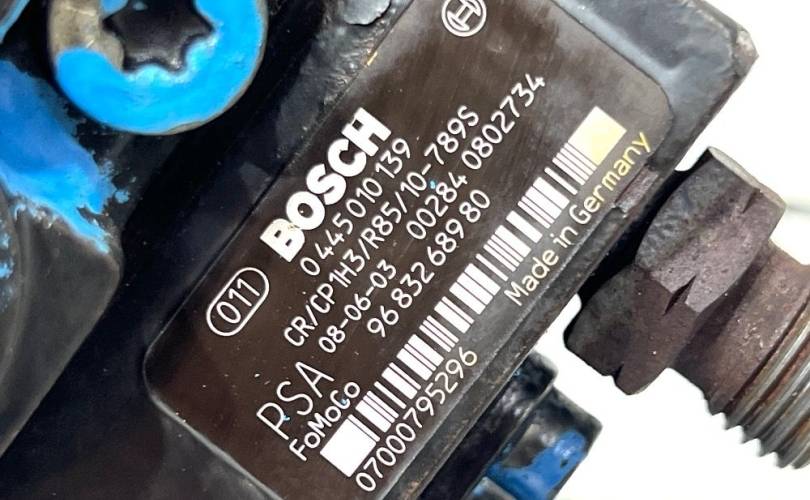 BOSCH
011
0 445 010 139
CR/CP1H3/R85/10-789S
08-06-03 00284 0802734
96 832 689 80
PSA
FoMoCo
Made in Germany
07000795296